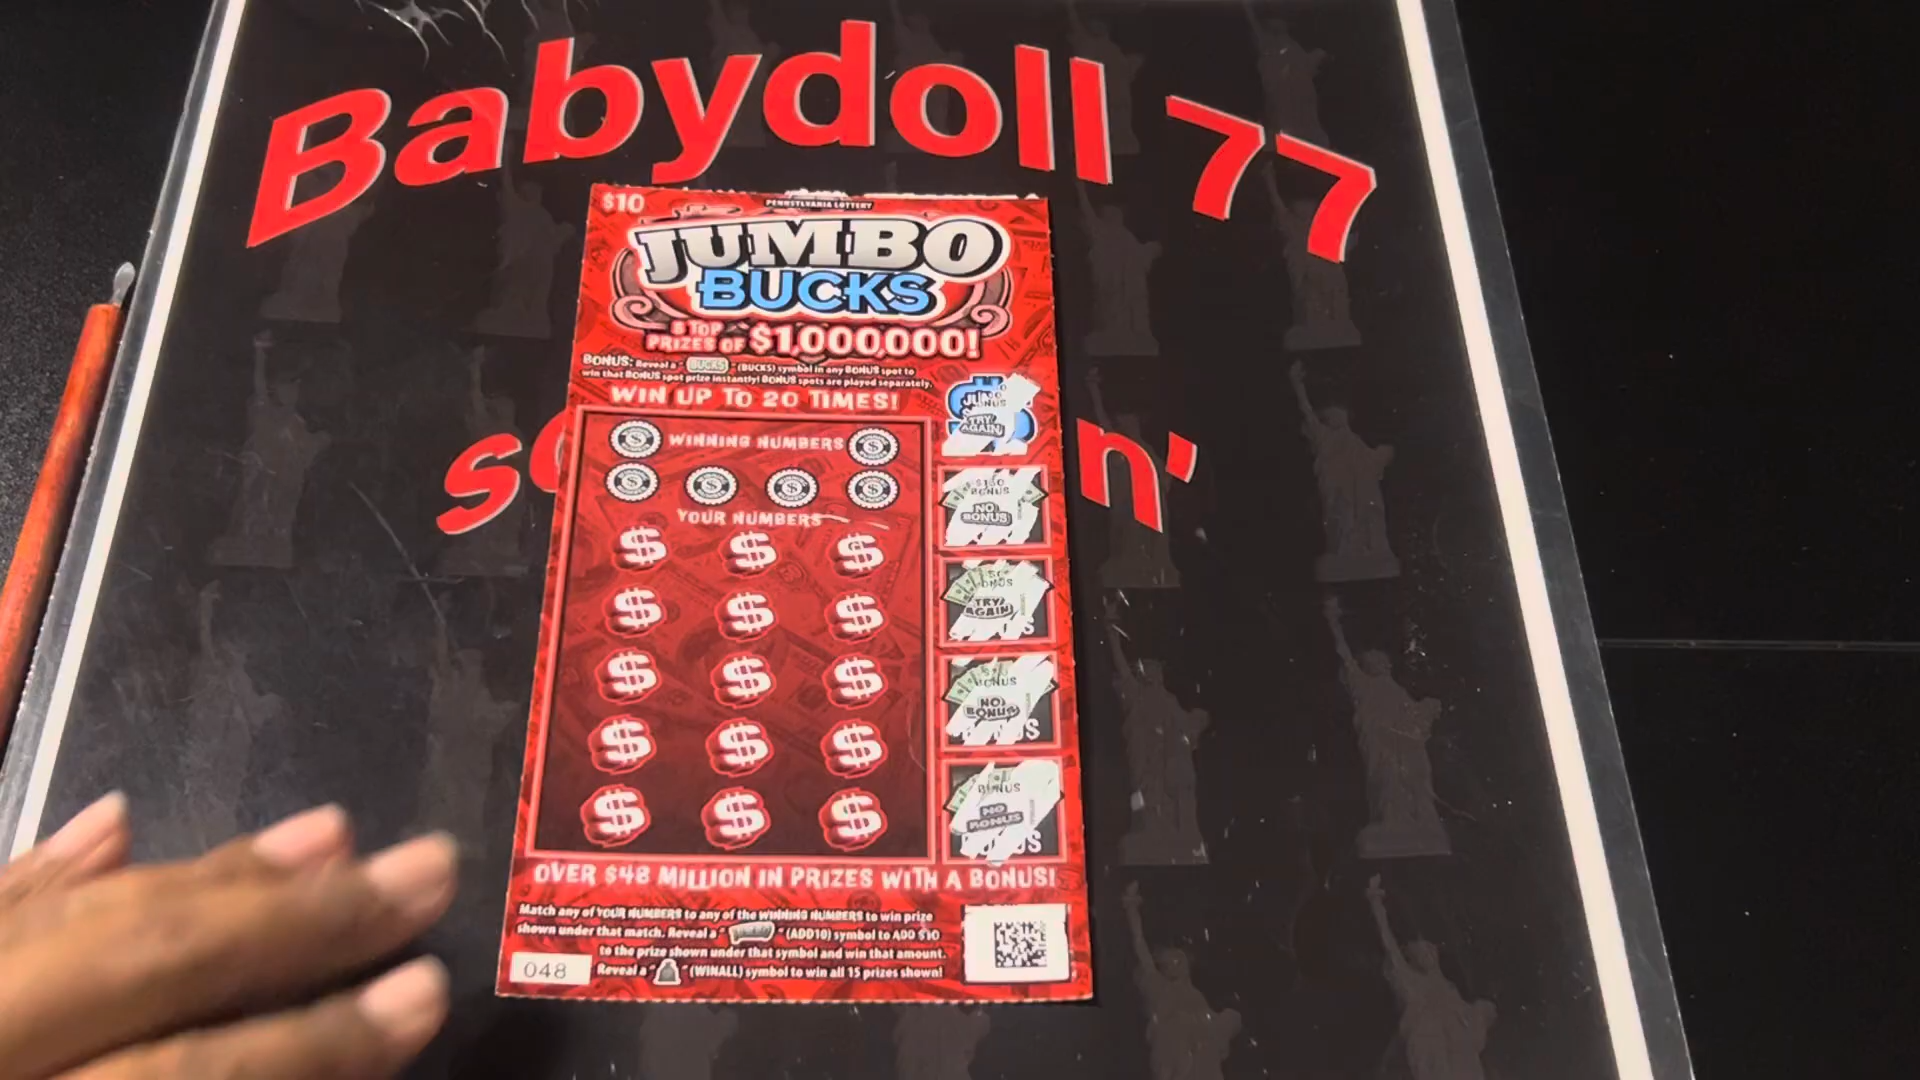 Babydoll 77
sc
n'
$10
PENNSYLVANIA LOTTERY
JUMBO
BUCKS
5 TOP
PRIZES OF $1,000,000!
BONUS: Reveal a "BUCKS" (BUCKS) symbol in any BONUS spot to
win that BONUS spot prize instantly! BONUS spots are played separately.
WIN UP TO 20 TIMES!
WINNING NUMBERS
YOUR NUMBERS
BONUS
TRY
AGAIN
BONUS
NO
BONUS
TRY
AGAIN
BONUS
NO
BONUS
BONUS
NO
BONUS
OVER $48 MILLION IN PRIZES WITH A BONUS!
Match any of YOUR NUMBERS to any of the WINNING NUMBERS to win prize
shown under that match. Reveal a " " (ADD10) symbol to ADD $10
to the prize shown under that symbol and win that amount.
Reveal a " " (WINALL) symbol to win all 15 prizes shown!
048